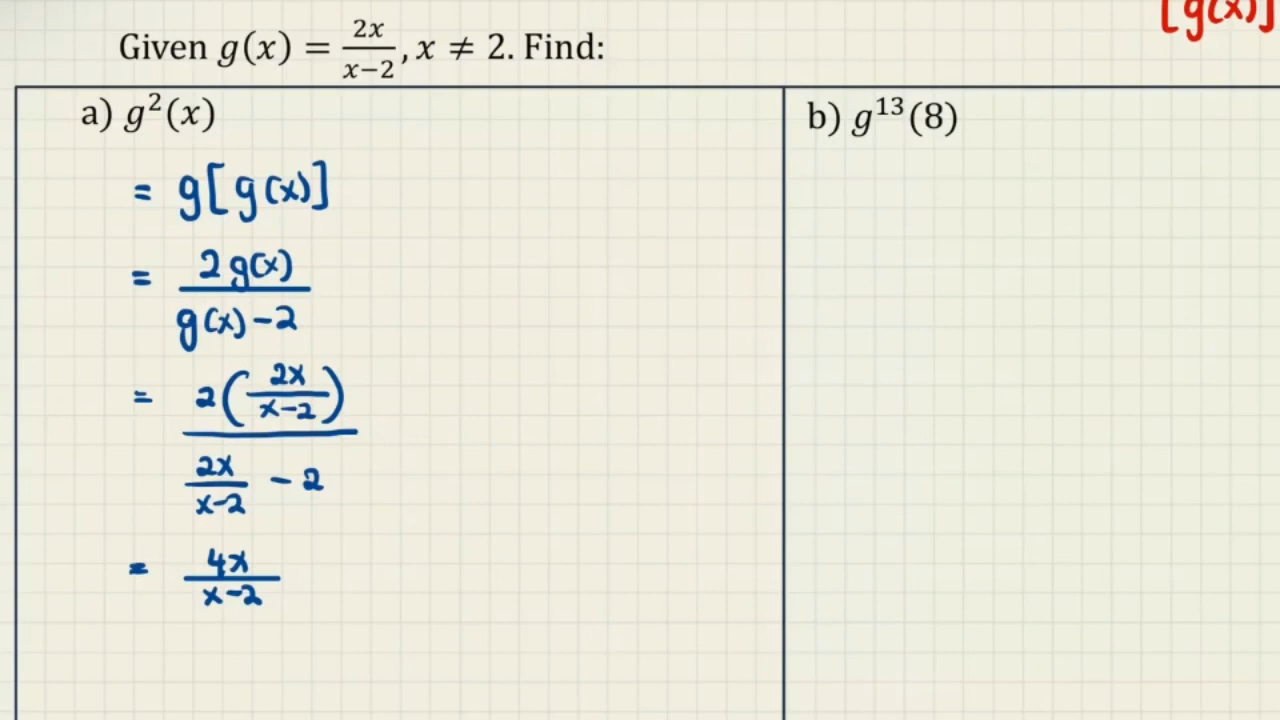 [g(x)]
Given g(x) = 2x/x−2, x ≠ 2. Find:
a) g²(x)
= g[g(x)]
= 2g(x)/g(x)−2
= 2(2x/x−2)/2x/x−2 − 2
= 4x/x−2
b) g¹³(8)